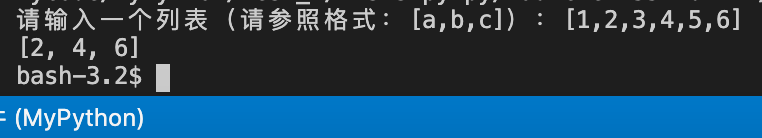 请输入一个列表（请参照格式：[a,b,c]）：[1,2,3,4,5,6]
[2, 4, 6]
bash-3.2$
(MyPython)